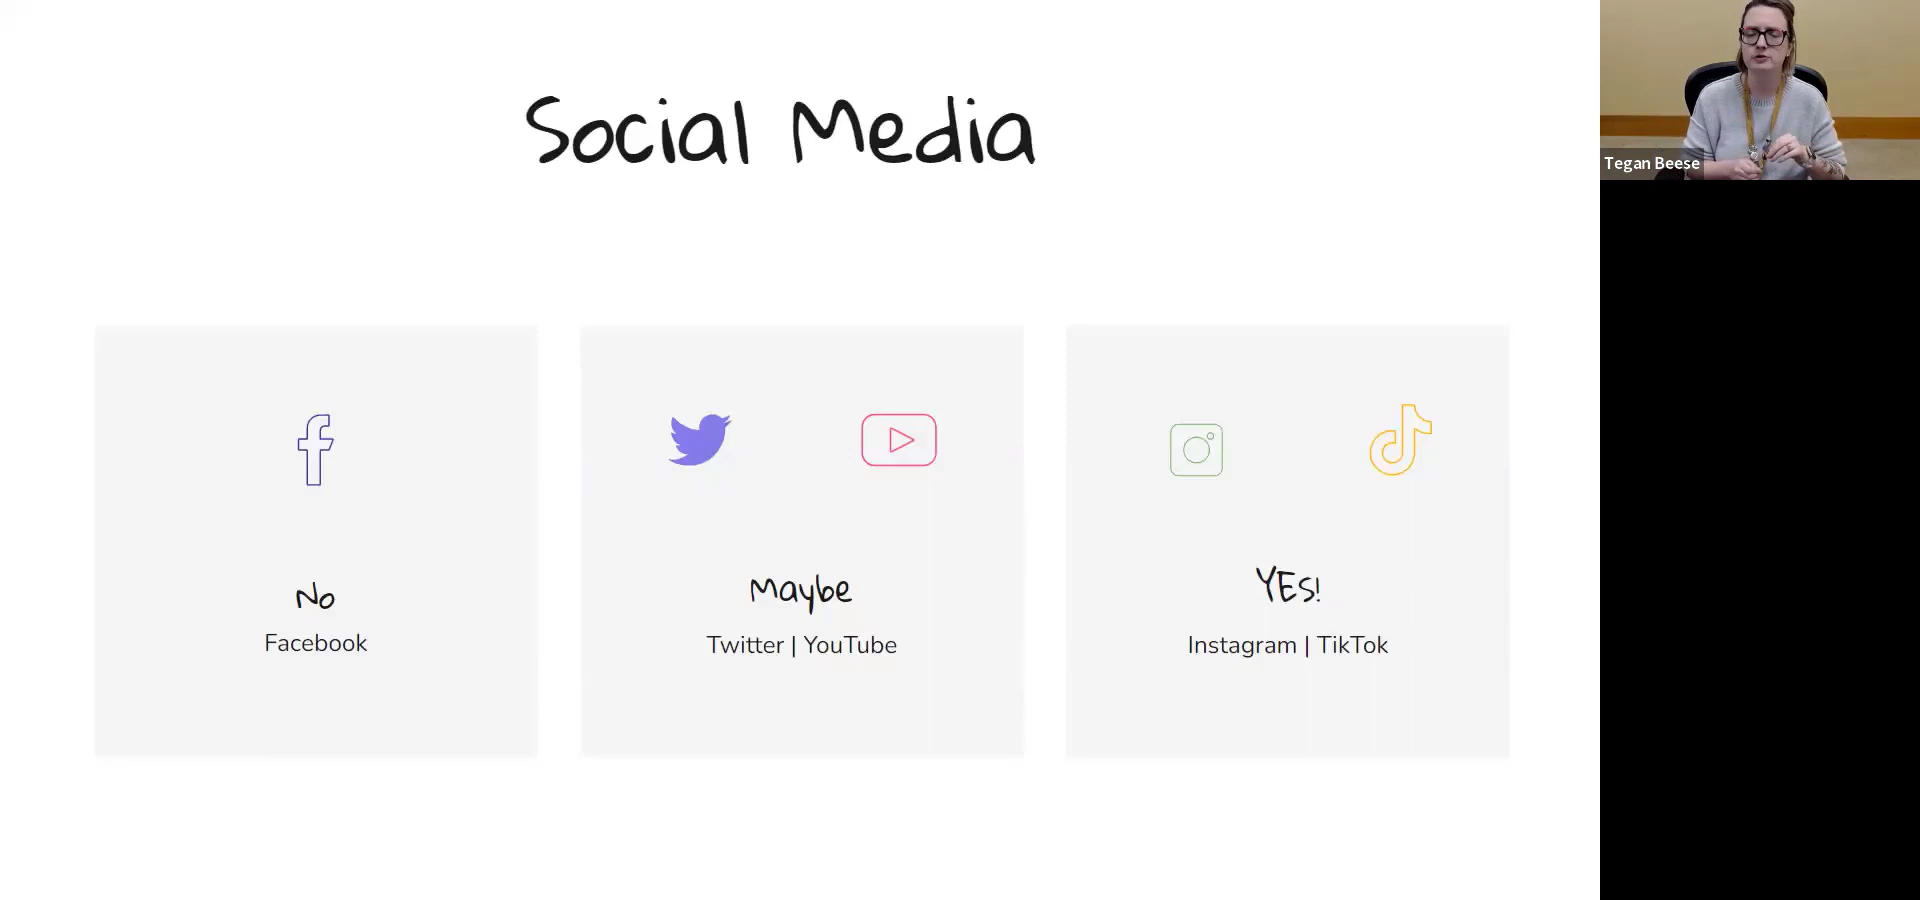 Social Media
No
Facebook
Maybe
Twitter | YouTube
YES!
Instagram | TikTok
Tegan Beese